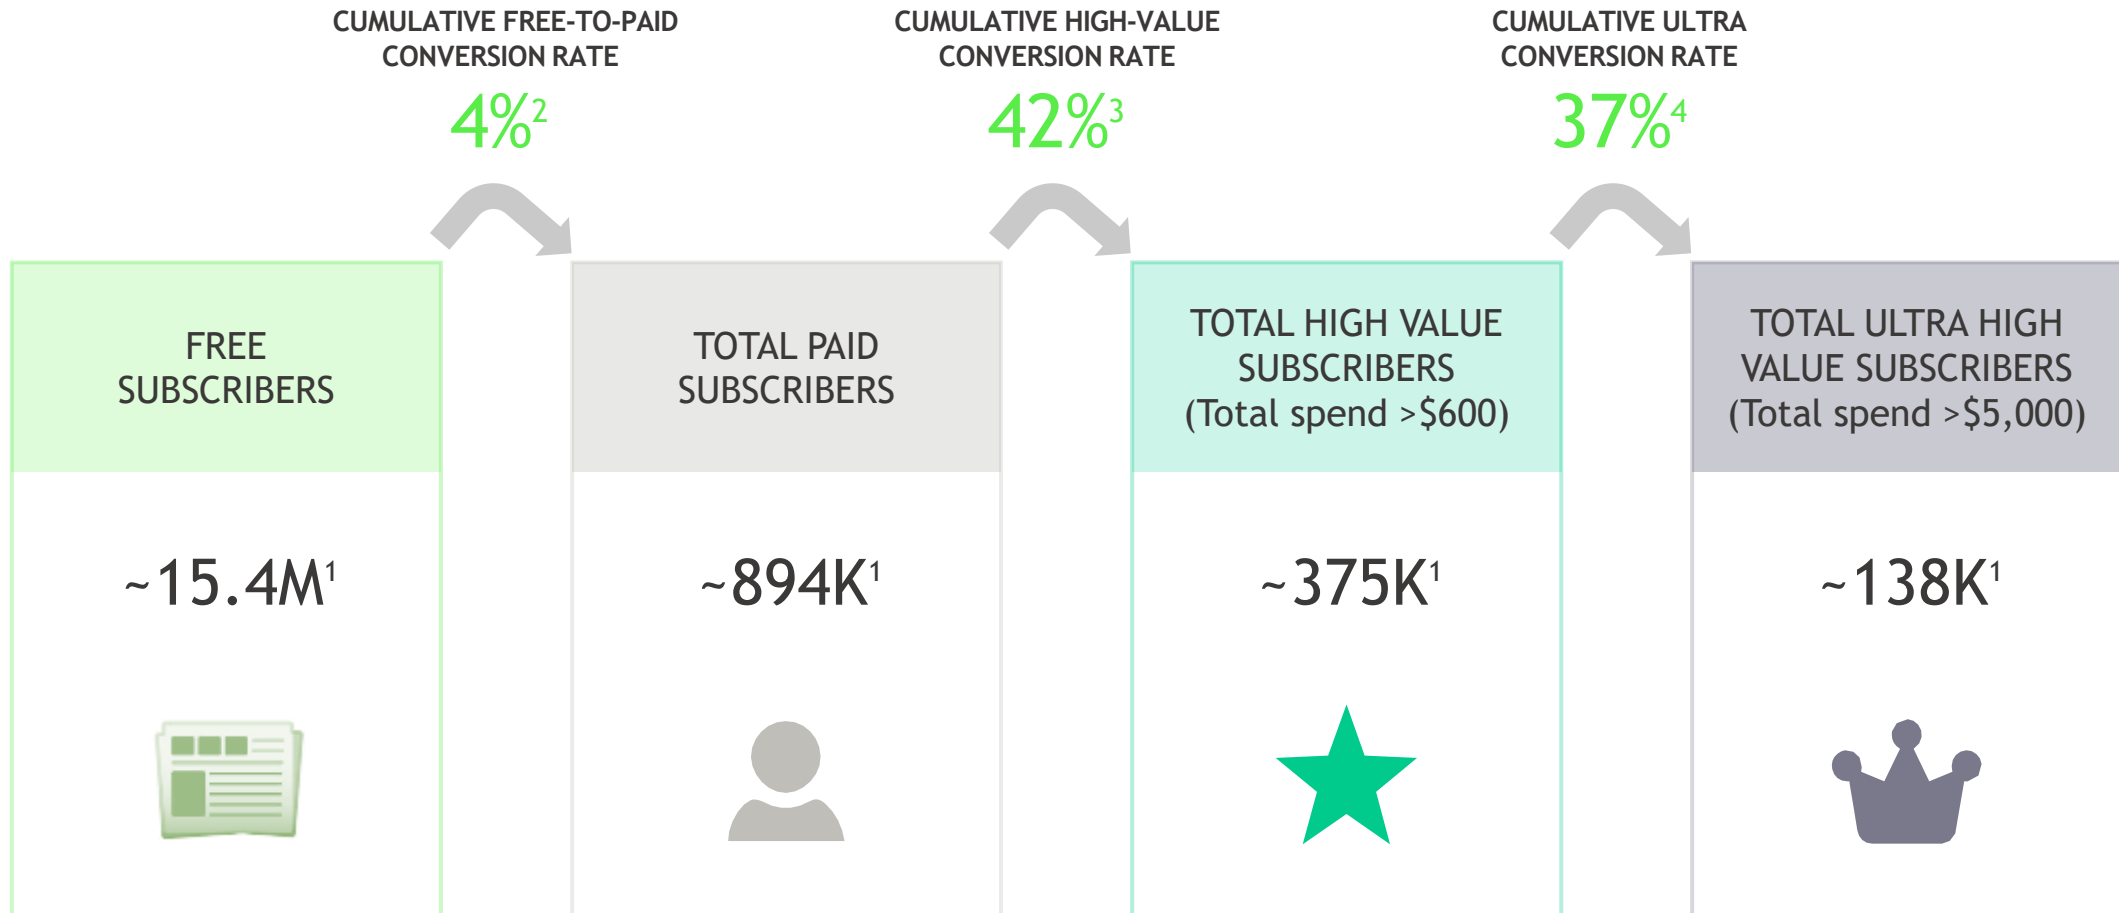 CUMULATIVE FREE-TO-PAID
CONVERSION RATE
4%2
CUMULATIVE HIGH-VALUE
CONVERSION RATE
42%3
CUMULATIVE ULTRA
CONVERSION RATE
37%4
FREE
SUBSCRIBERS
~15.4M1
TOTAL PAID
SUBSCRIBERS
~894K1
TOTAL HIGH VALUE
SUBSCRIBERS
(Total spend >$600)
~375K1
TOTAL ULTRA HIGH
VALUE SUBSCRIBERS
(Total spend >$5,000)
~138K1